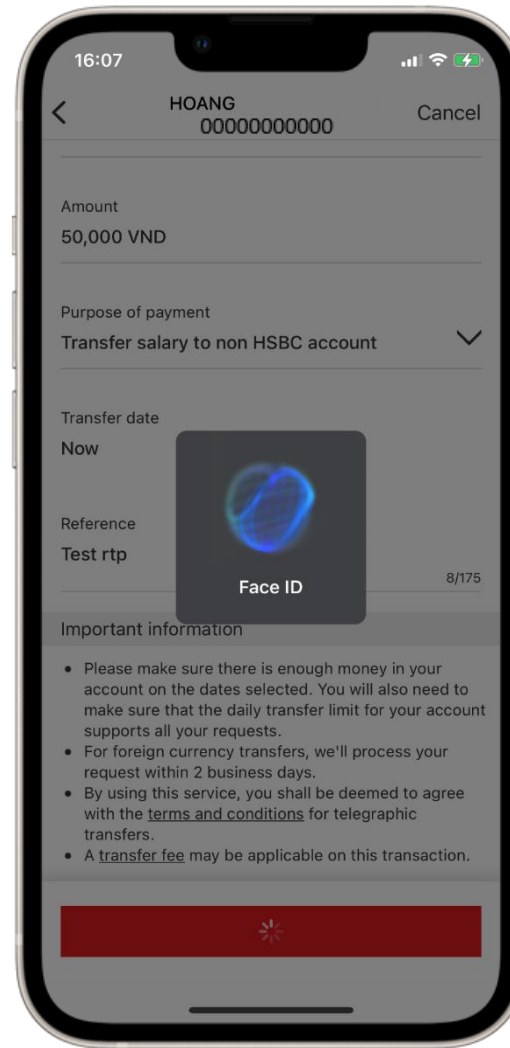 16:07
HOANG
00000000000
Cancel
Amount
50,000 VND
Purpose of payment
Transfer salary to non HSBC account
Transfer date
Now
Reference
Test rtp
8/175
Face ID
Important information
• Please make sure there is enough money in your
account on the dates selected. You will also need to
make sure that the daily transfer limit for your account
supports all your requests.
• For foreign currency transfers, we'll process your
request within 2 business days.
• By using this service, you shall be deemed to agree
with the terms and conditions for telegraphic
transfers.
• A transfer fee may be applicable on this transaction.